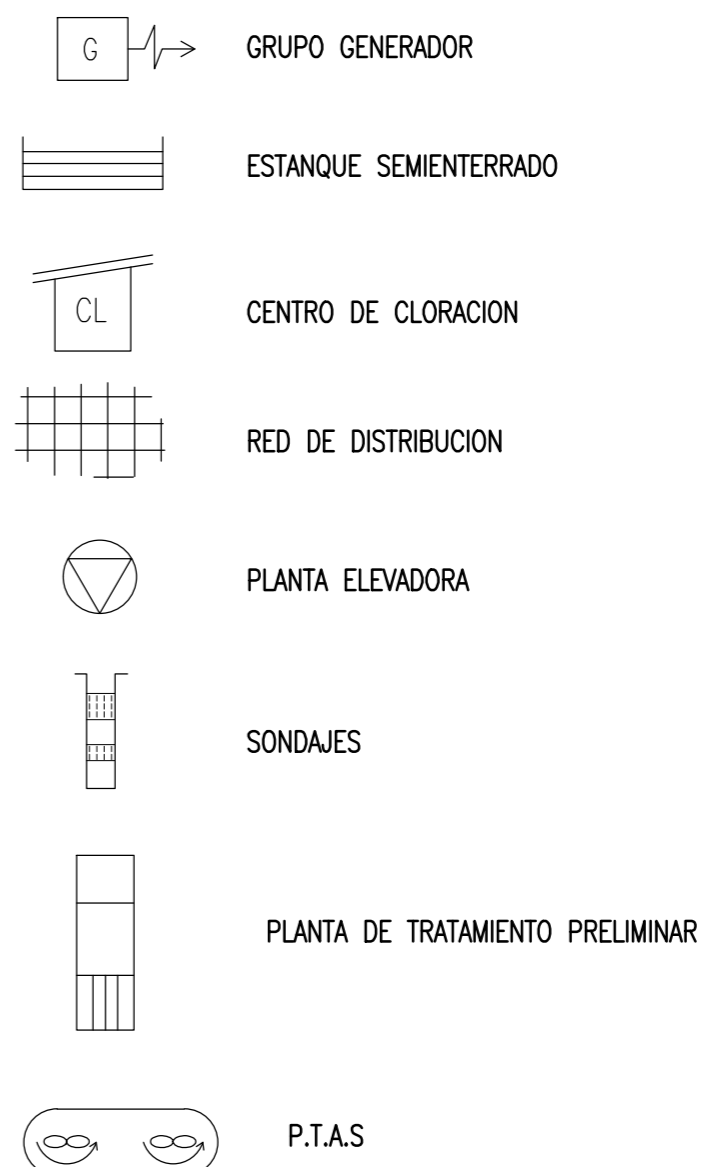 G GRUPO GENERADOR
ESTANQUE SEMIENTERRADO
CL CENTRO DE CLORACION
RED DE DISTRIBUCION
PLANTA ELEVADORA
SONDAJES
PLANTA DE TRATAMIENTO PRELIMINAR
P.T.A.S